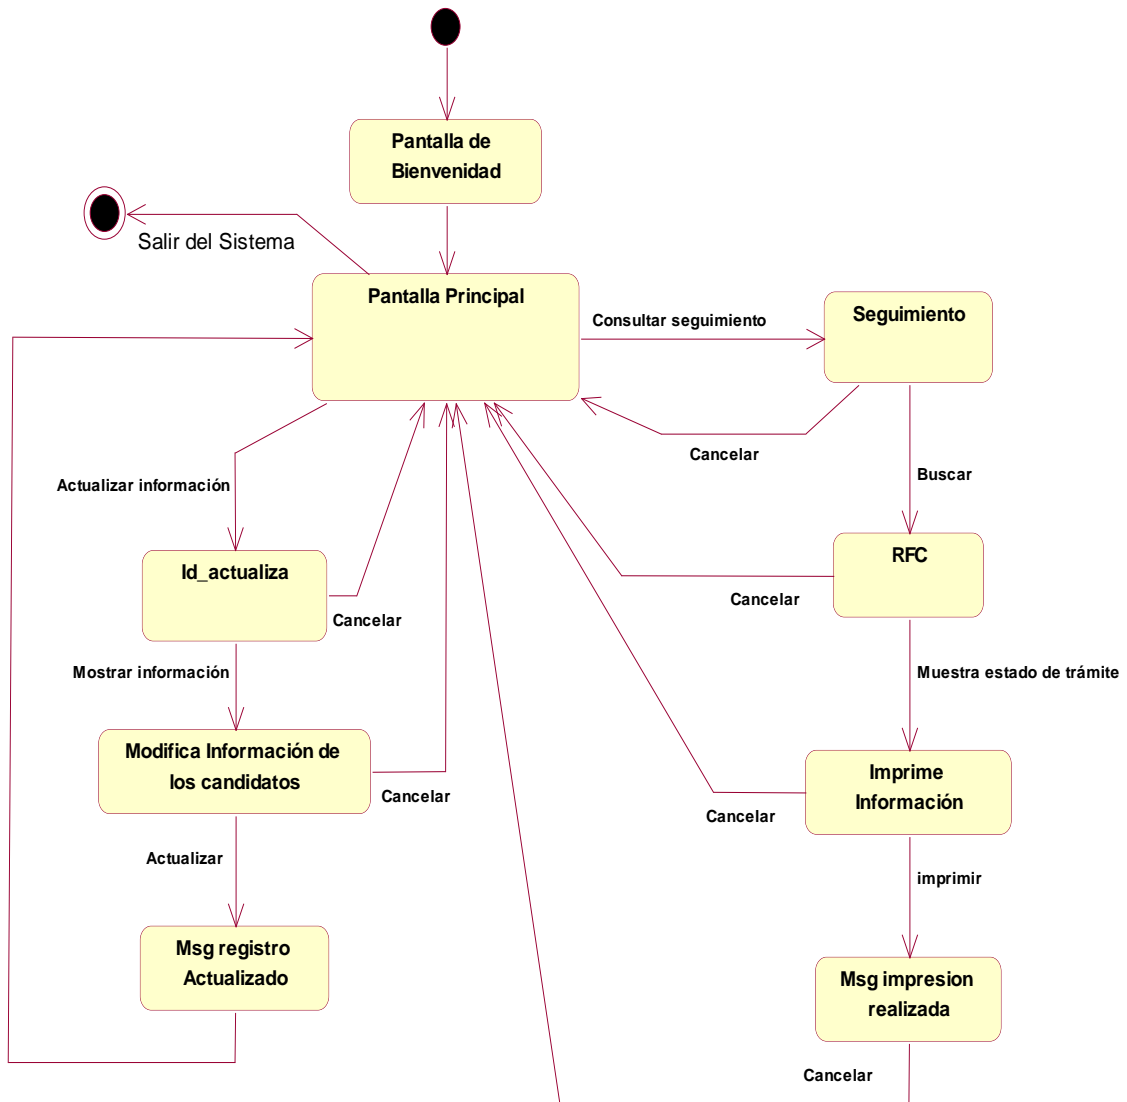 Pantalla de
Bienvenidad
Salir del Sistema
Pantalla Principal
Consultar seguimiento
Seguimiento
Cancelar
Actualizar información
Buscar
Id_actualiza
RFC
Cancelar
Cancelar
Mostrar información
Muestra estado de trámite
Modifica Información de
los candidatos
Imprime
Información
Cancelar
Cancelar
Actualizar
imprimir
Msg registro
Actualizado
Msg impresion
realizada
Cancelar